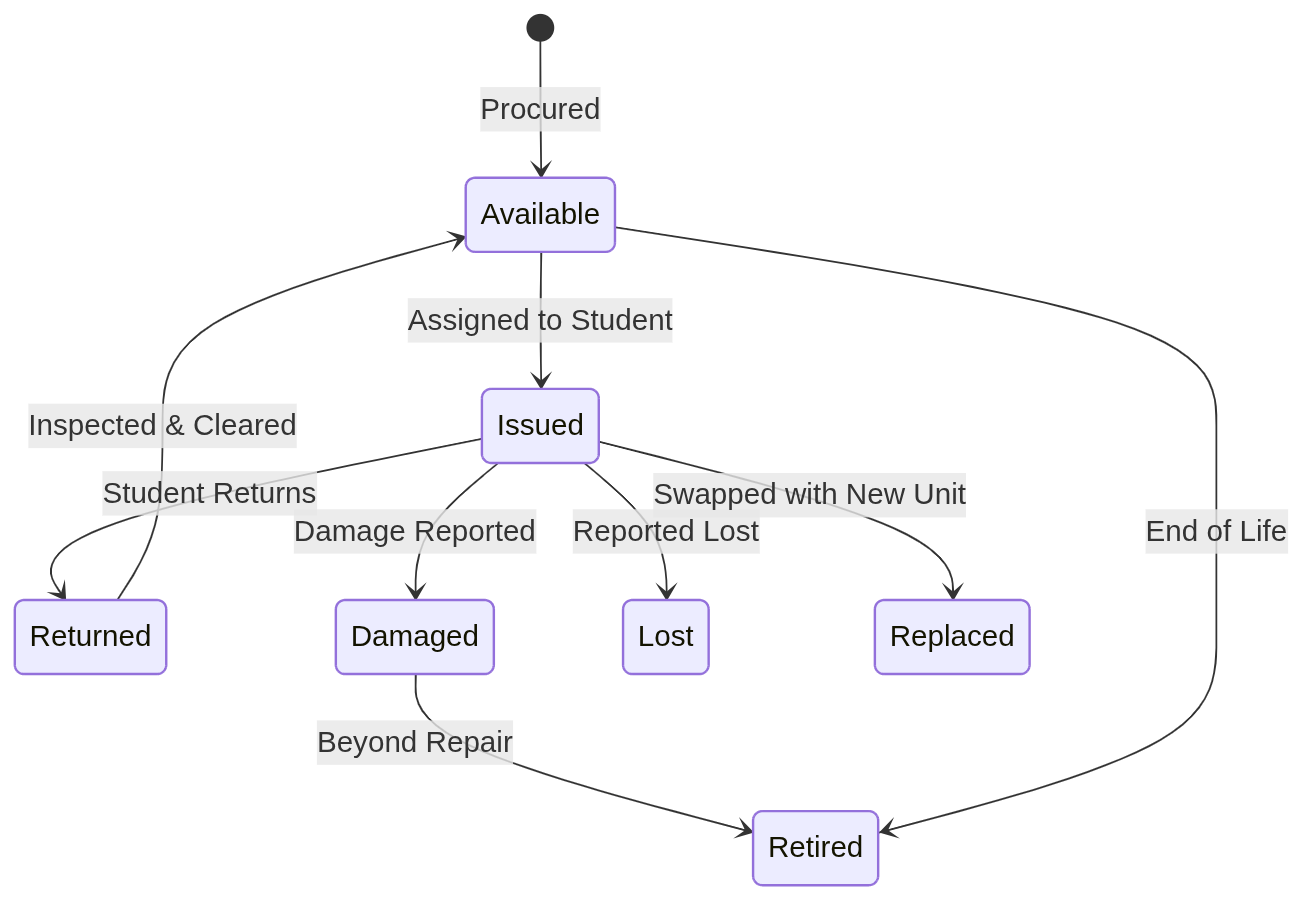 Procured
Available
Assigned to Student
Issued
Inspected & Cleared
Student Returns
Swapped with New Unit
Damage Reported
Reported Lost
End of Life
Returned
Damaged
Lost
Replaced
Beyond Repair
Retired